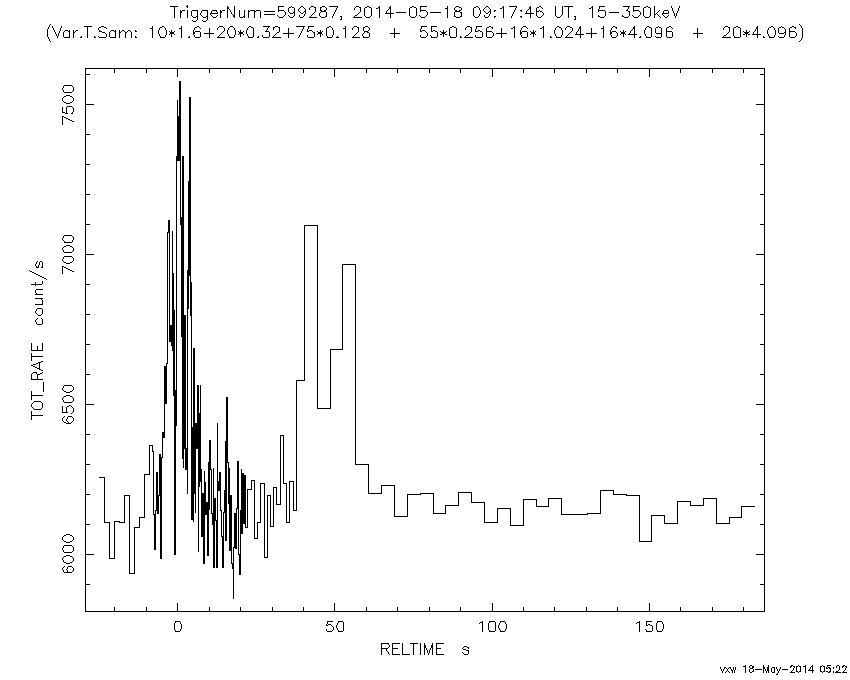 TriggerNum=599287, 2014-05-18 09:17:46 UT, 15-350keV
(Var.T.Sam: 10*1.6+20*0.32+75*0.128 + 55*0.256+16*1.024+16*4.096 + 20*4.096)
7500
7000
6500
6000
TOT_RATE count/s
0 50 100 150
RELTIME s
vxw 18-May-2014 05:22